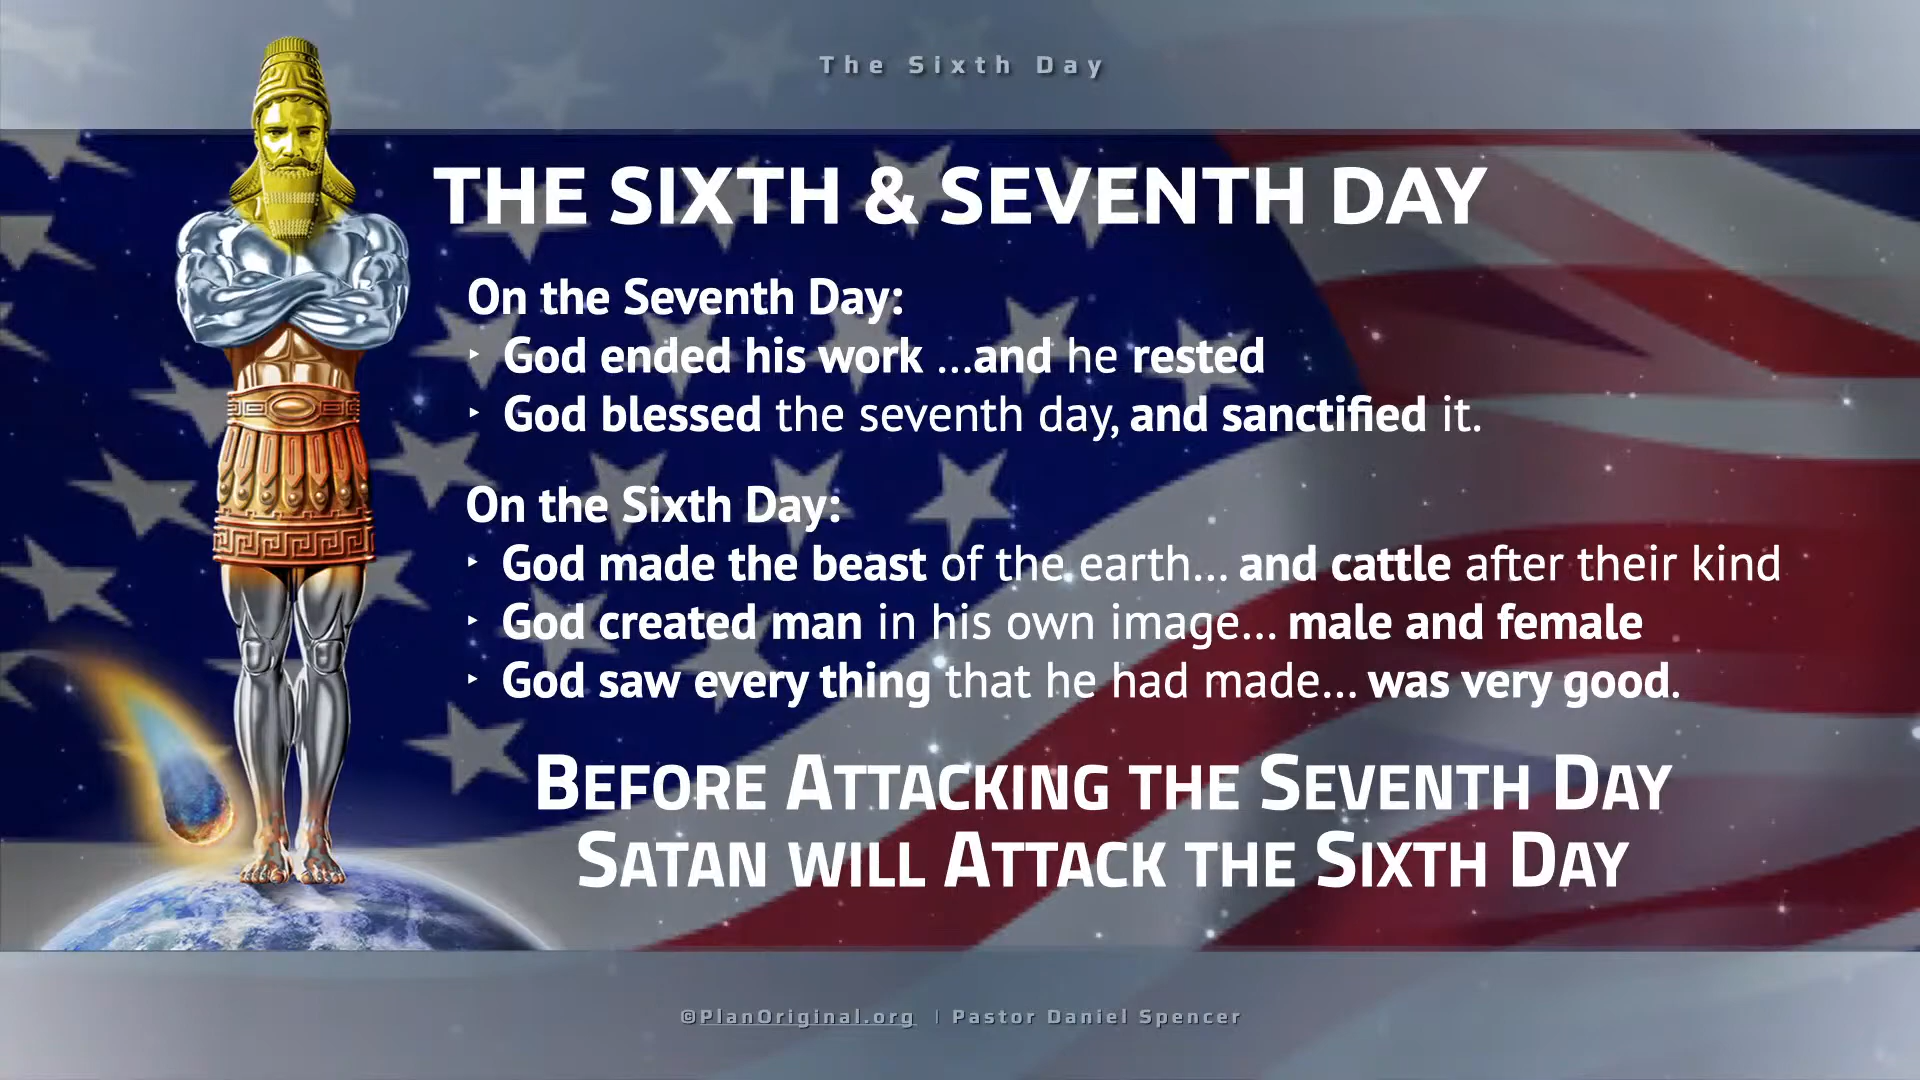 The Sixth Day
THE SIXTH & SEVENTH DAY
On the Seventh Day:
‣ God ended his work ...and he rested
‣ God blessed the seventh day, and sanctified it.
On the Sixth Day:
‣ God made the beast of the earth... and cattle after their kind
‣ God created man in his own image... male and female
‣ God saw every thing that he had made... was very good.
BEFORE ATTACKING THE SEVENTH DAY
SATAN WILL ATTACK THE SIXTH DAY
©PlanOriginal.org | Pastor Daniel Spencer